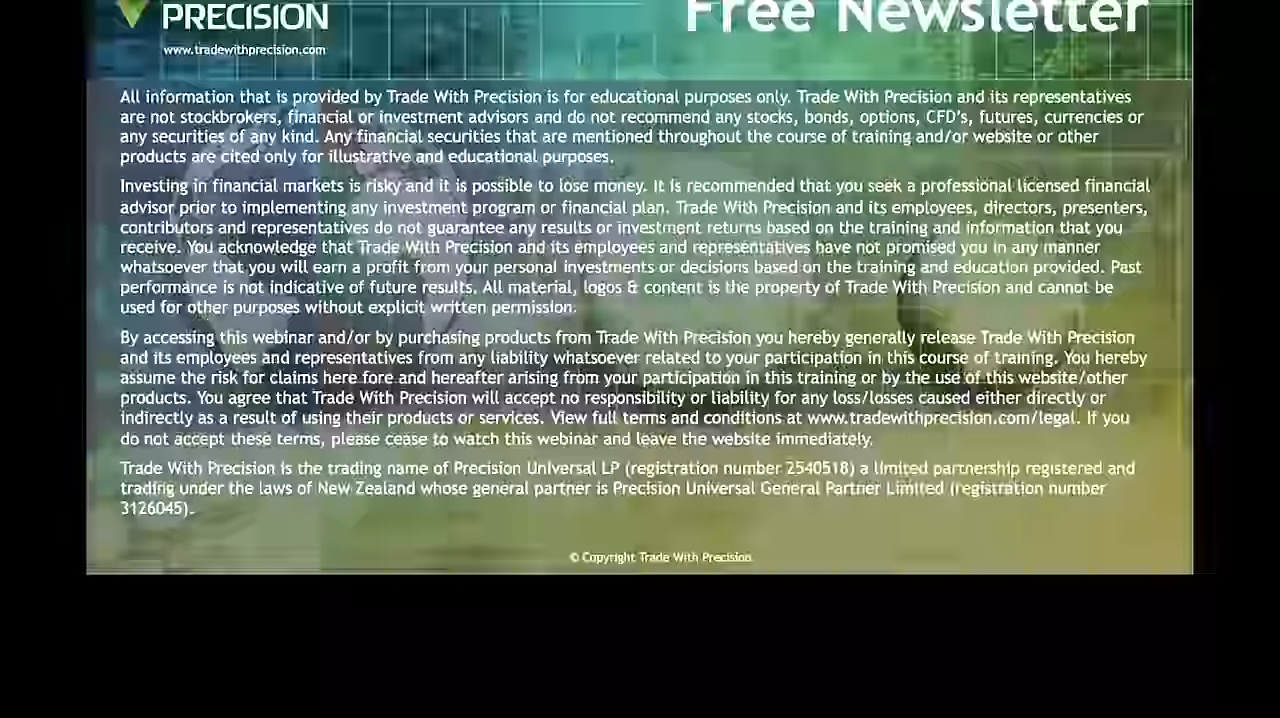 PRECISION
www.tradewithprecision.com
Free Newsletter
All information that is provided by Trade With Precision is for educational purposes only. Trade With Precision and its representatives
are not stockbrokers, financial or investment advisors and do not recommend any stocks, bonds, options, CFD's, futures, currencies or
any securities of any kind. Any financial securities that are mentioned throughout the course of training and/or website or other
products are cited only for illustrative and educational purposes.
Investing in financial markets is risky and it is possible to lose money. It is recommended that you seek a professional licensed financial
advisor prior to implementing any investment program or financial plan. Trade With Precision and its employees, directors, presenters,
contributors and representatives do not guarantee any results or investment returns based on the training and information that you
receive. You acknowledge that Trade With Precision and its employees and representatives have not promised you in any manner
whatsoever that you will earn a profit from your personal investments or decisions based on the training and education provided. Past
performance is not indicative of future results. All material, logos & content is the property of Trade With Precision and cannot be
used for other purposes without explicit written permission.
By accessing this webinar and/or by purchasing products from Trade With Precision you hereby generally release Trade With Precision
and its employees and representatives from any liability whatsoever related to your participation in this course of training. You hereby
assume the risk for claims here fore and hereafter arising from your participation in this training or by the use of this website/other
products. You agree that Trade With Precision will accept no responsibility or liability for any loss/losses caused either directly or
indirectly as a result of using their products or services. View full terms and conditions at www.tradewithprecision.com/legal. If you
do not accept these terms, please cease to watch this webinar and leave the website immediately.
Trade With Precision is the trading name of Precision Universal LP (registration number 2540518) a limited partnership registered and
trading under the laws of New Zealand whose general partner is Precision Universal General Partner Limited (registration number
3126045).
© Copyright Trade With Precision